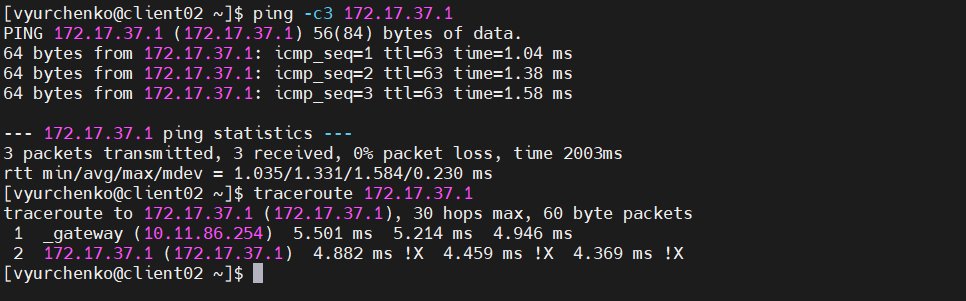 [vyurchenko@client02 ~]$ ping -c3 172.17.37.1
PING 172.17.37.1 (172.17.37.1) 56(84) bytes of data.
64 bytes from 172.17.37.1: icmp_seq=1 ttl=63 time=1.04 ms
64 bytes from 172.17.37.1: icmp_seq=2 ttl=63 time=1.38 ms
64 bytes from 172.17.37.1: icmp_seq=3 ttl=63 time=1.58 ms

--- 172.17.37.1 ping statistics ---
3 packets transmitted, 3 received, 0% packet loss, time 2003ms
rtt min/avg/max/mdev = 1.035/1.331/1.584/0.230 ms
[vyurchenko@client02 ~]$ traceroute 172.17.37.1
traceroute to 172.17.37.1 (172.17.37.1), 30 hops max, 60 byte packets
 1  _gateway (10.11.86.254)  5.501 ms  5.214 ms  4.946 ms
 2  172.17.37.1 (172.17.37.1)  4.882 ms !X  4.459 ms !X  4.369 ms !X
[vyurchenko@client02 ~]$